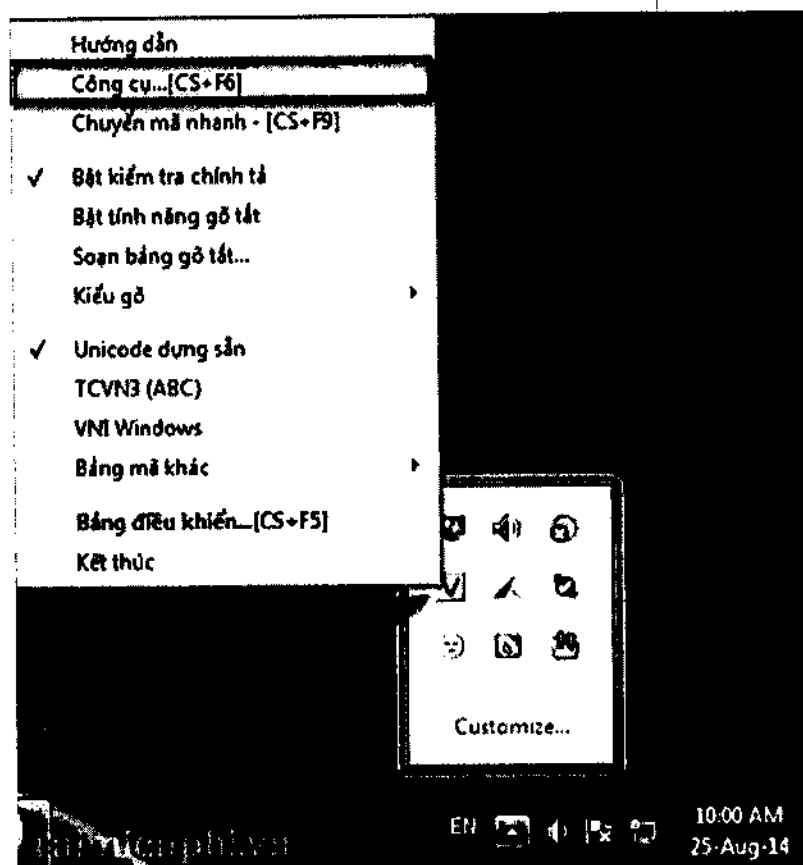 Hướng dẫn
Công cụ...[CS+F6]
Chuyển mã nhanh - [CS+F9]
Bật kiểm tra chính tả
Bật tính năng gõ tắt
Soạn bảng gõ tắt...
Kiểu gõ
Unicode dựng sẵn
TCVN3 (ABC)
VNI Windows
Bảng mã khác
Bảng điều khiển...[CS+F5]
Kết thúc
Customize...
EN
10:00 AM
25-Aug-14